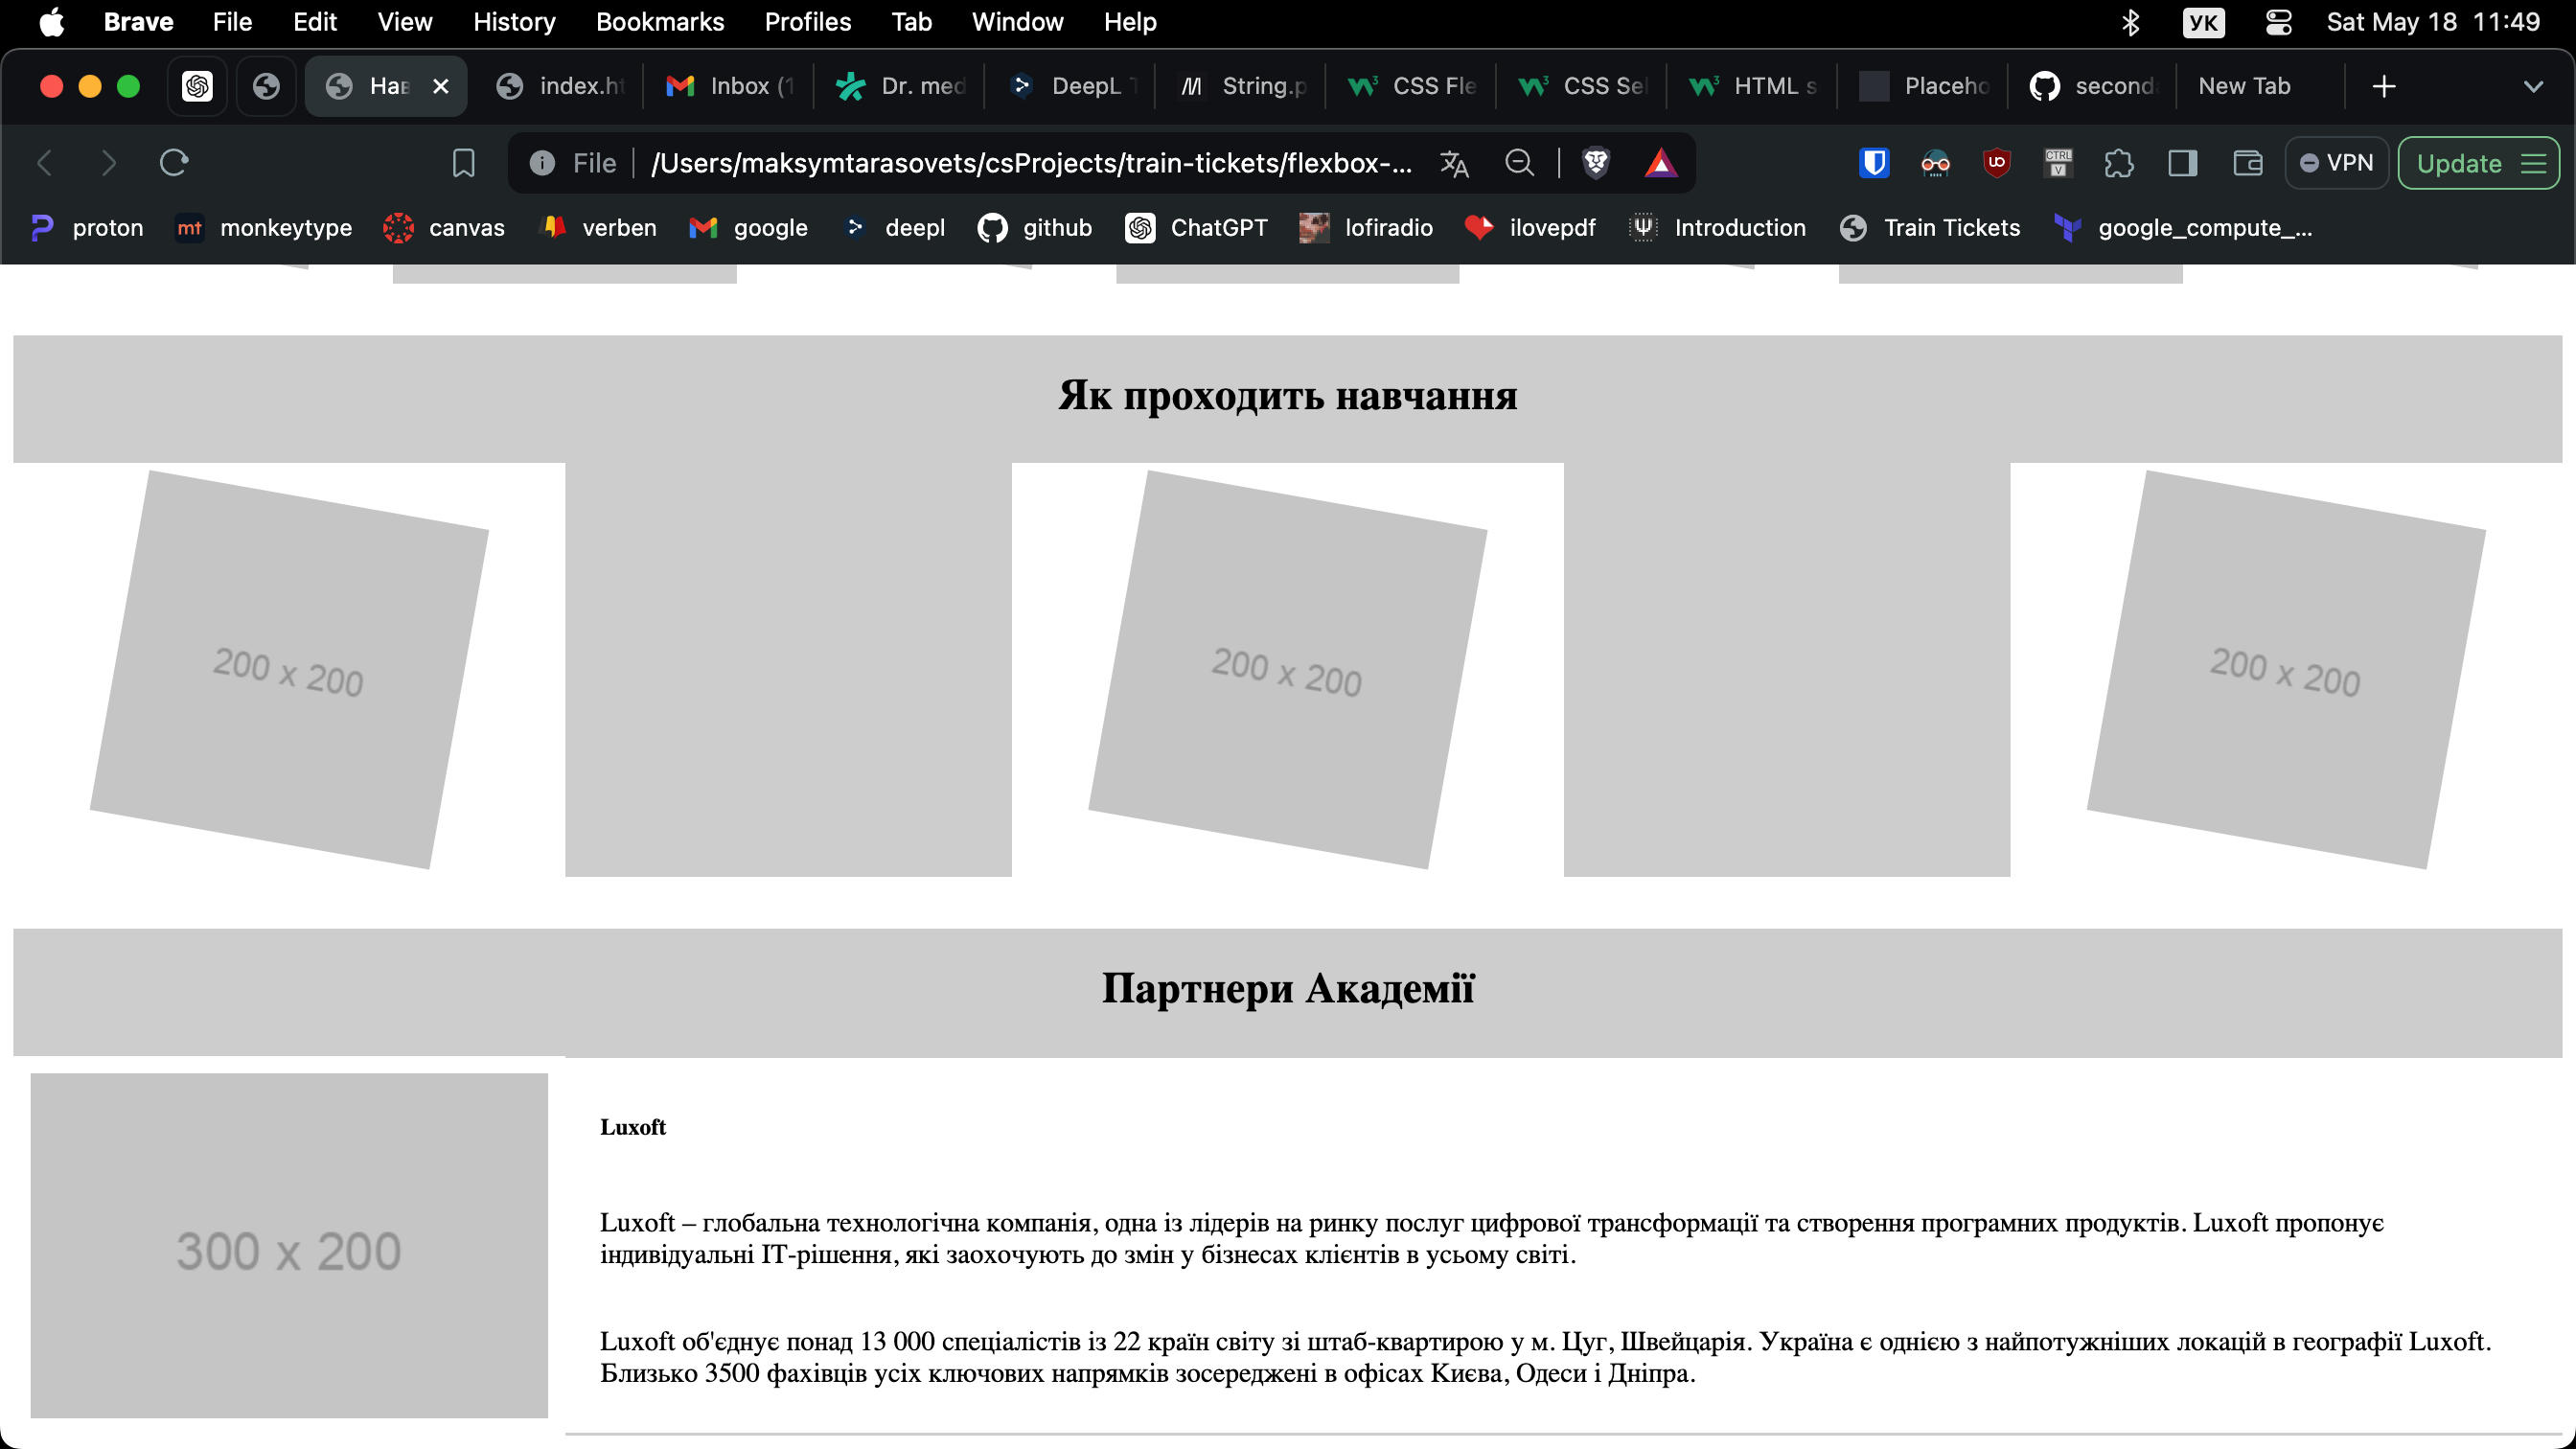 Brave File Edit View History Bookmarks Profiles Tab Window Help УК Sat May 18 11:49
Нав index.ht Inbox (1 Dr. med DeepL T String.p CSS Fle CSS Sel HTML s Placeho seconda New Tab
File /Users/maksymtarasovets/csProjects/train-tickets/flexbox-... VPN Update
proton monkeytype canvas verben google deepl github ChatGPT lofiradio ilovepdf Introduction Train Tickets google_compute_...
Як проходить навчання
200 x 200 200 x 200 200 x 200
Партнери Академії
300 x 200
Luxoft
Luxoft – глобальна технологічна компанія, одна із лідерів на ринку послуг цифрової трансформації та створення програмних продуктів. Luxoft пропонує
індивідуальні ІТ-рішення, які заохочують до змін у бізнесах клієнтів в усьому світі.
Luxoft об'єднує понад 13 000 спеціалістів із 22 країн світу зі штаб-квартирою у м. Цуг, Швейцарія. Україна є однією з найпотужніших локацій в географії Luxoft.
Близько 3500 фахівців усіх ключових напрямків зосереджені в офісах Києва, Одеси і Дніпра.